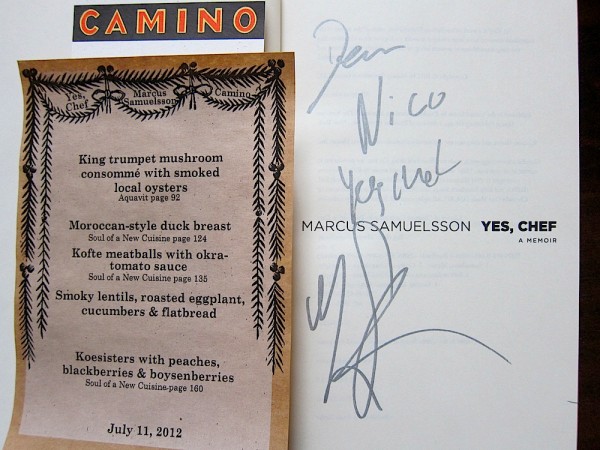 CAMINO
Yes, Chef
Marcus Samuelsson
Camino
King trumpet mushroom
consommé with smoked
local oysters
Aquavit page 92
Moroccan-style duck breast
Soul of a New Cuisine page 124
Kofte meatballs with okra-
tomato sauce
Soul of a New Cuisine page 135
Smoky lentils, roasted eggplant,
cucumbers & flatbread
Koesisters with peaches,
blackberries & boysenberries
Soul of a New Cuisine page 160
July 11, 2012
Dear
Nico
Yes Chef
MARCUS SAMUELSSON YES, CHEF
A MEMOIR